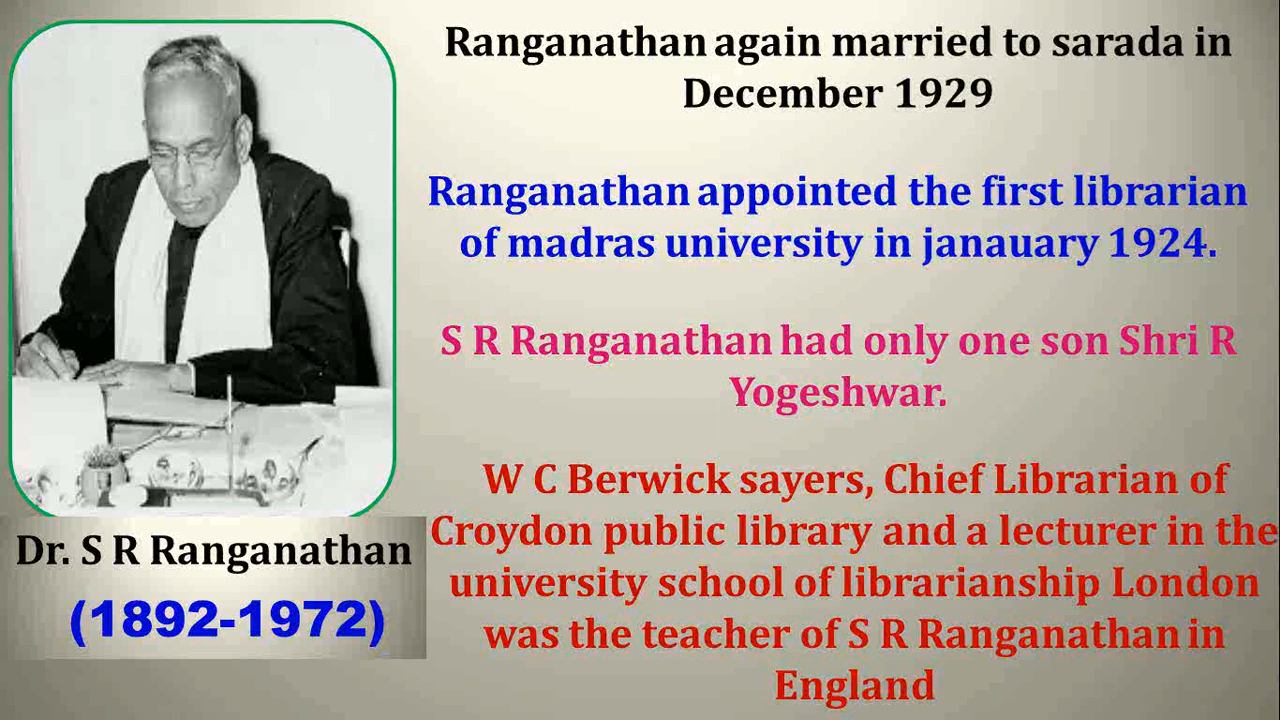 Ranganathan again married to sarada in
December 1929
Ranganathan appointed the first librarian
of madras university in janauary 1924.
S R Ranganathan had only one son Shri R
Yogeshwar.
W C Berwick sayers, Chief Librarian of
Croydon public library and a lecturer in the
university school of librarianship London
was the teacher of S R Ranganathan in
England
Dr. S R Ranganathan
(1892-1972)